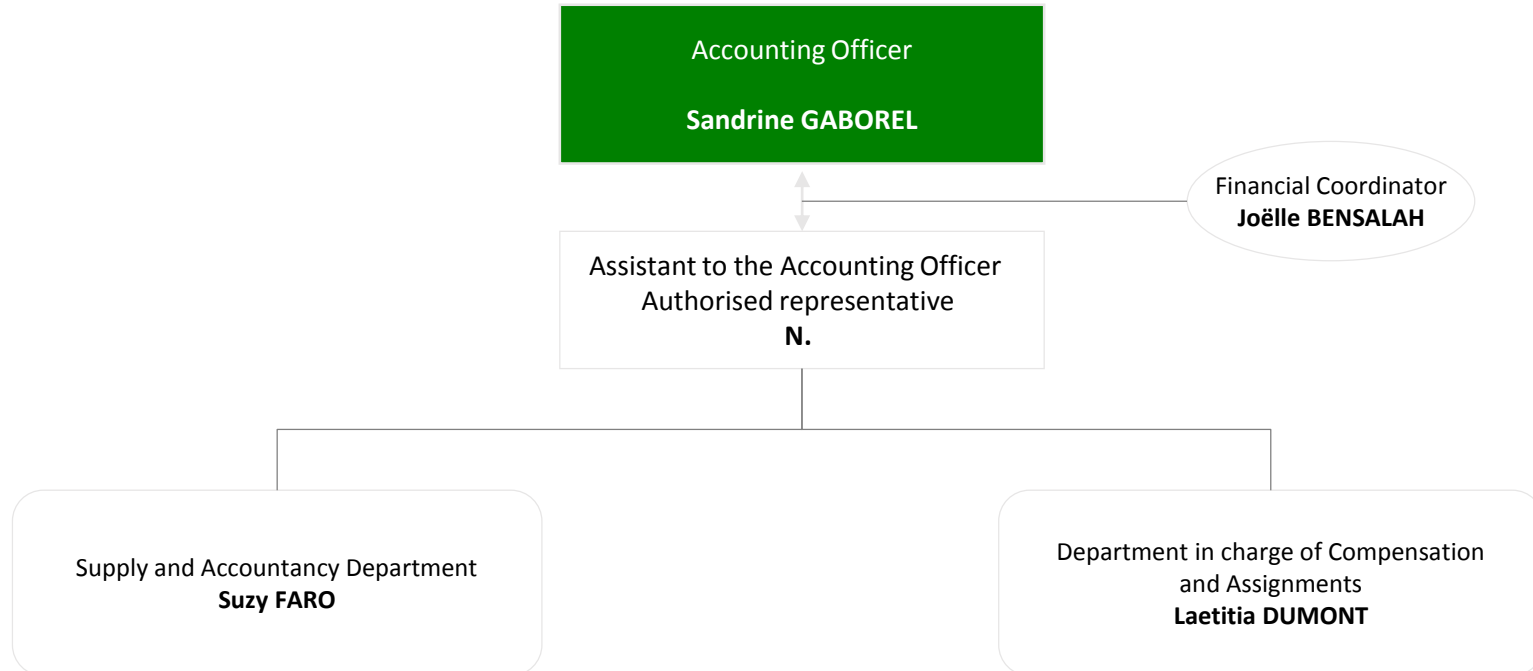 Accounting Officer
Sandrine GABOREL
Financial Coordinator
Joëlle BENSALAH
Assistant to the Accounting Officer
Authorised representative
N.
Supply and Accountancy Department
Suzy FARO
Department in charge of Compensation
and Assignments
Laetitia DUMONT